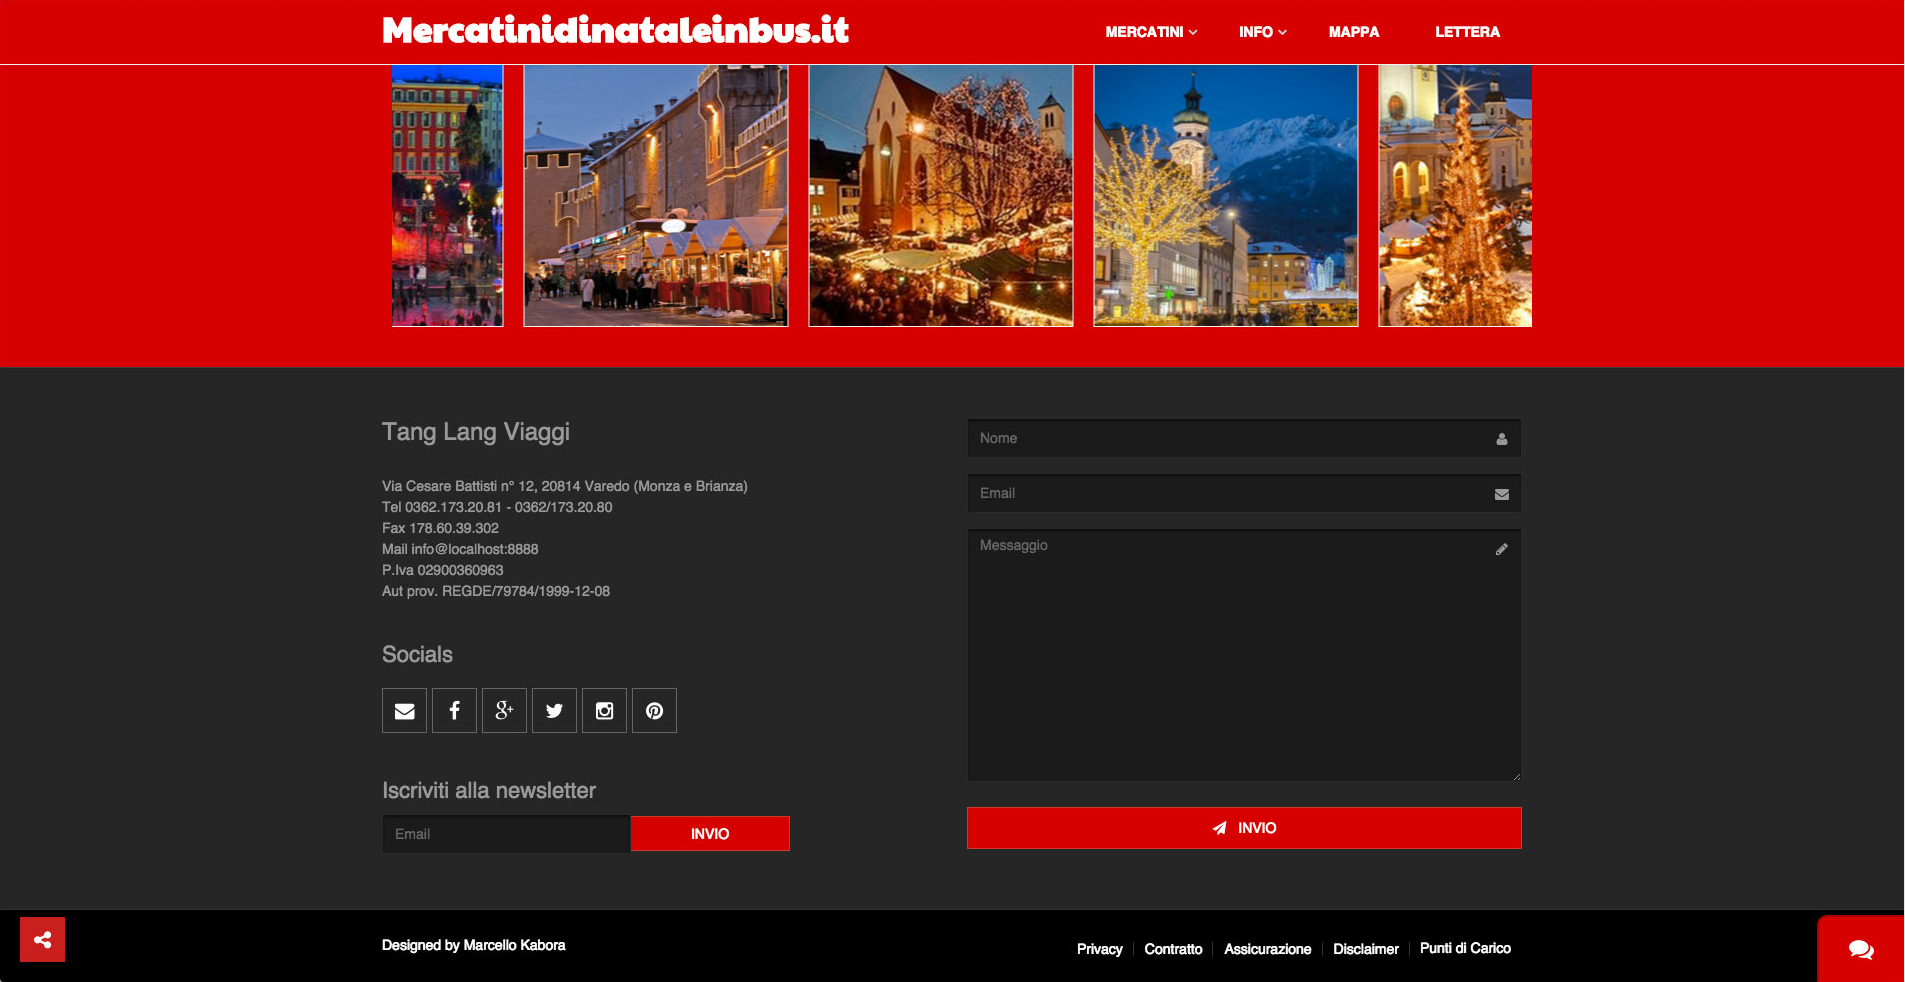 Mercatinidinataleinbus.it
MERCATINI INFO MAPPA LETTERA
Tang Lang Viaggi
Via Cesare Battisti n° 12, 20814 Varedo (Monza e Brianza)
Tel 0362.173.20.81 - 0362/173.20.80
Fax 178.60.39.302
Mail info@localhost:8888
P.Iva 02900360963
Aut prov. REGDE/79784/1999-12-08
Socials
Iscriviti alla newsletter
Email INVIO
Nome
Email
Messaggio
INVIO
Designed by Marcello Kabora
Privacy Contratto Assicurazione Disclaimer Punti di Carico